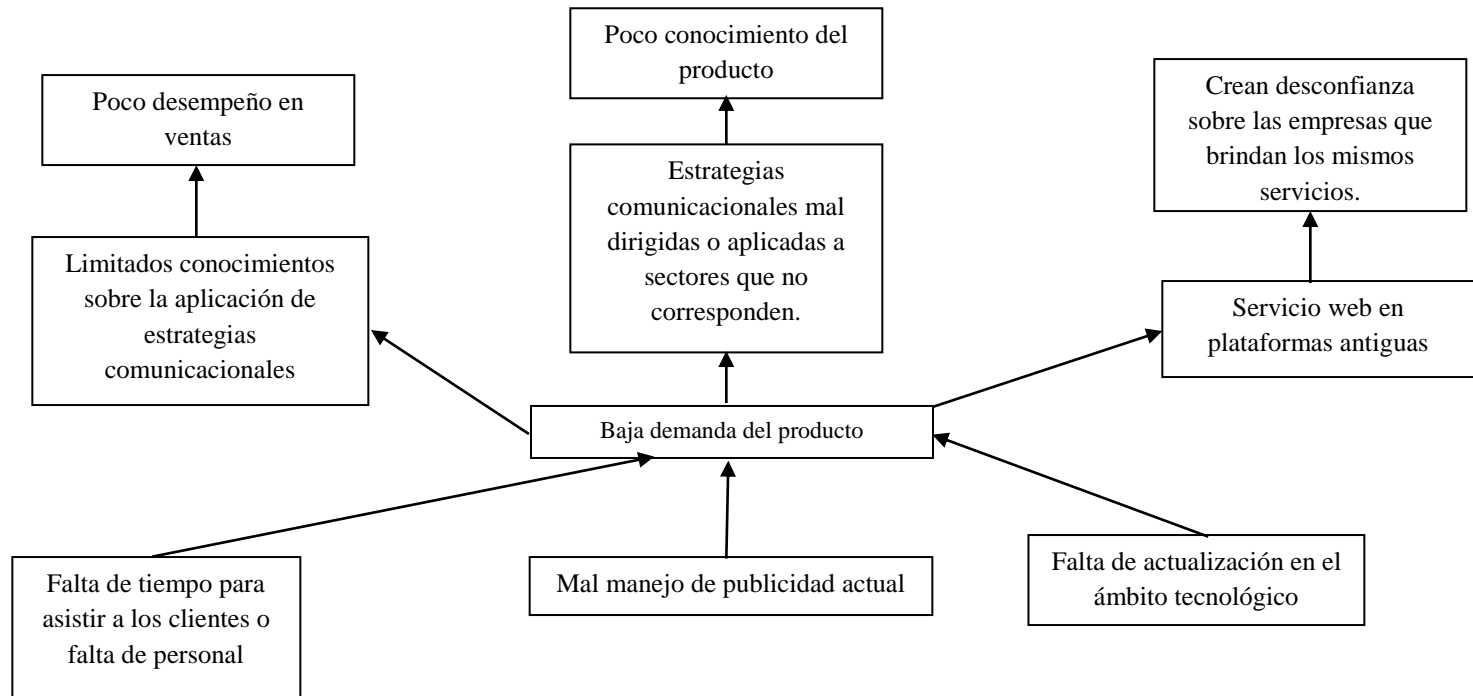 Poco conocimiento del
producto
Poco desempeño en
ventas
Crean desconfianza
sobre las empresas que
brindan los mismos
servicios.
Estrategias
comunicacionales mal
dirigidas o aplicadas a
sectores que no
corresponden.
Limitados conocimientos
sobre la aplicación de
estrategias
comunicacionales
Servicio web en
plataformas antiguas
Baja demanda del producto
Falta de tiempo para
asistir a los clientes o
falta de personal
Mal manejo de publicidad actual
Falta de actualización en el
ámbito tecnológico